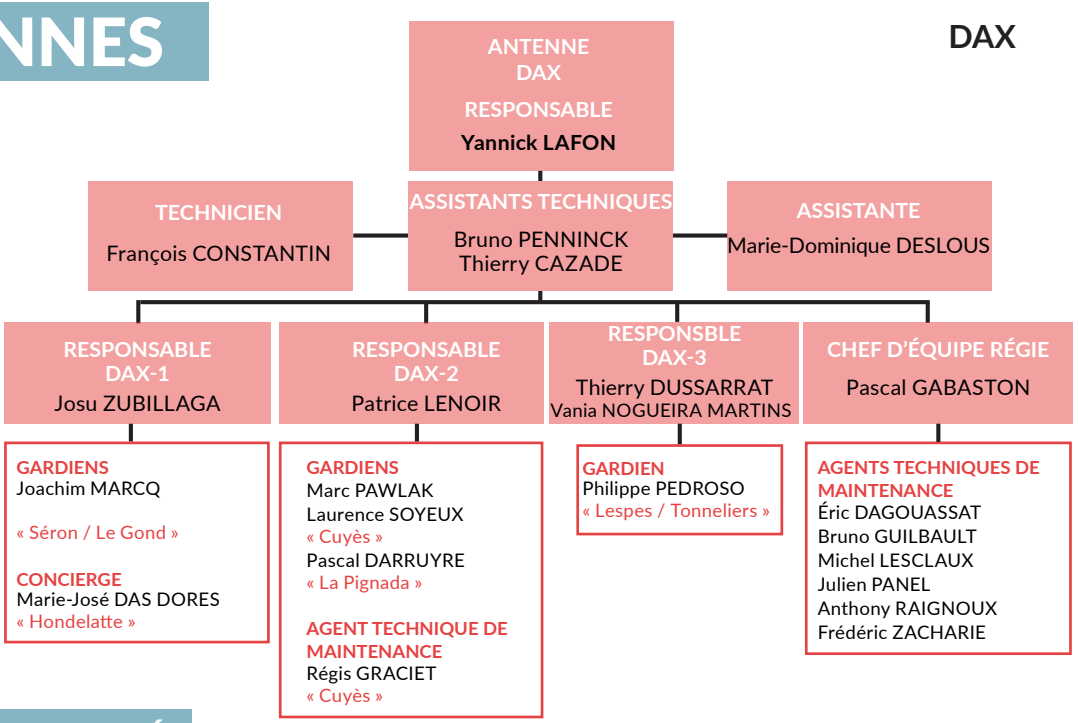 NNES
DAX
ANTENNE
DAX
RESPONSABLE
Yannick LAFON
TECHNICIEN
François CONSTANTIN
ASSISTANTS TECHNIQUES
Bruno PENNINCK
Thierry CAZADE
ASSISTANTE
Marie-Dominique DESLOUS
RESPONSABLE
DAX-1
Josu ZUBILLAGA
RESPONSABLE
DAX-2
Patrice LENOIR
RESPONSBLE
DAX-3
Thierry DUSSARRAT
Vania NOGUEIRA MARTINS
CHEF D'ÉQUIPE RÉGIE
Pascal GABASTON
GARDIENS
Joachim MARCQ
« Séron / Le Gond »
CONCIERGE
Marie-José DAS DORES
« Hondelatte »
GARDIENS
Marc PAWLAK
Laurence SOYEUX
« Cuyès »
Pascal DARRUYRE
« La Pignada »
AGENT TECHNIQUE DE
MAINTENANCE
Régis GRACIET
« Cuyès »
GARDIEN
Philippe PEDROSO
« Lespes / Tonneliers »
AGENTS TECHNIQUES DE
MAINTENANCE
Éric DAGOUASSAT
Bruno GUILBAULT
Michel LESCLAUX
Julien PANEL
Anthony RAIGNOUX
Frédéric ZACHARIE